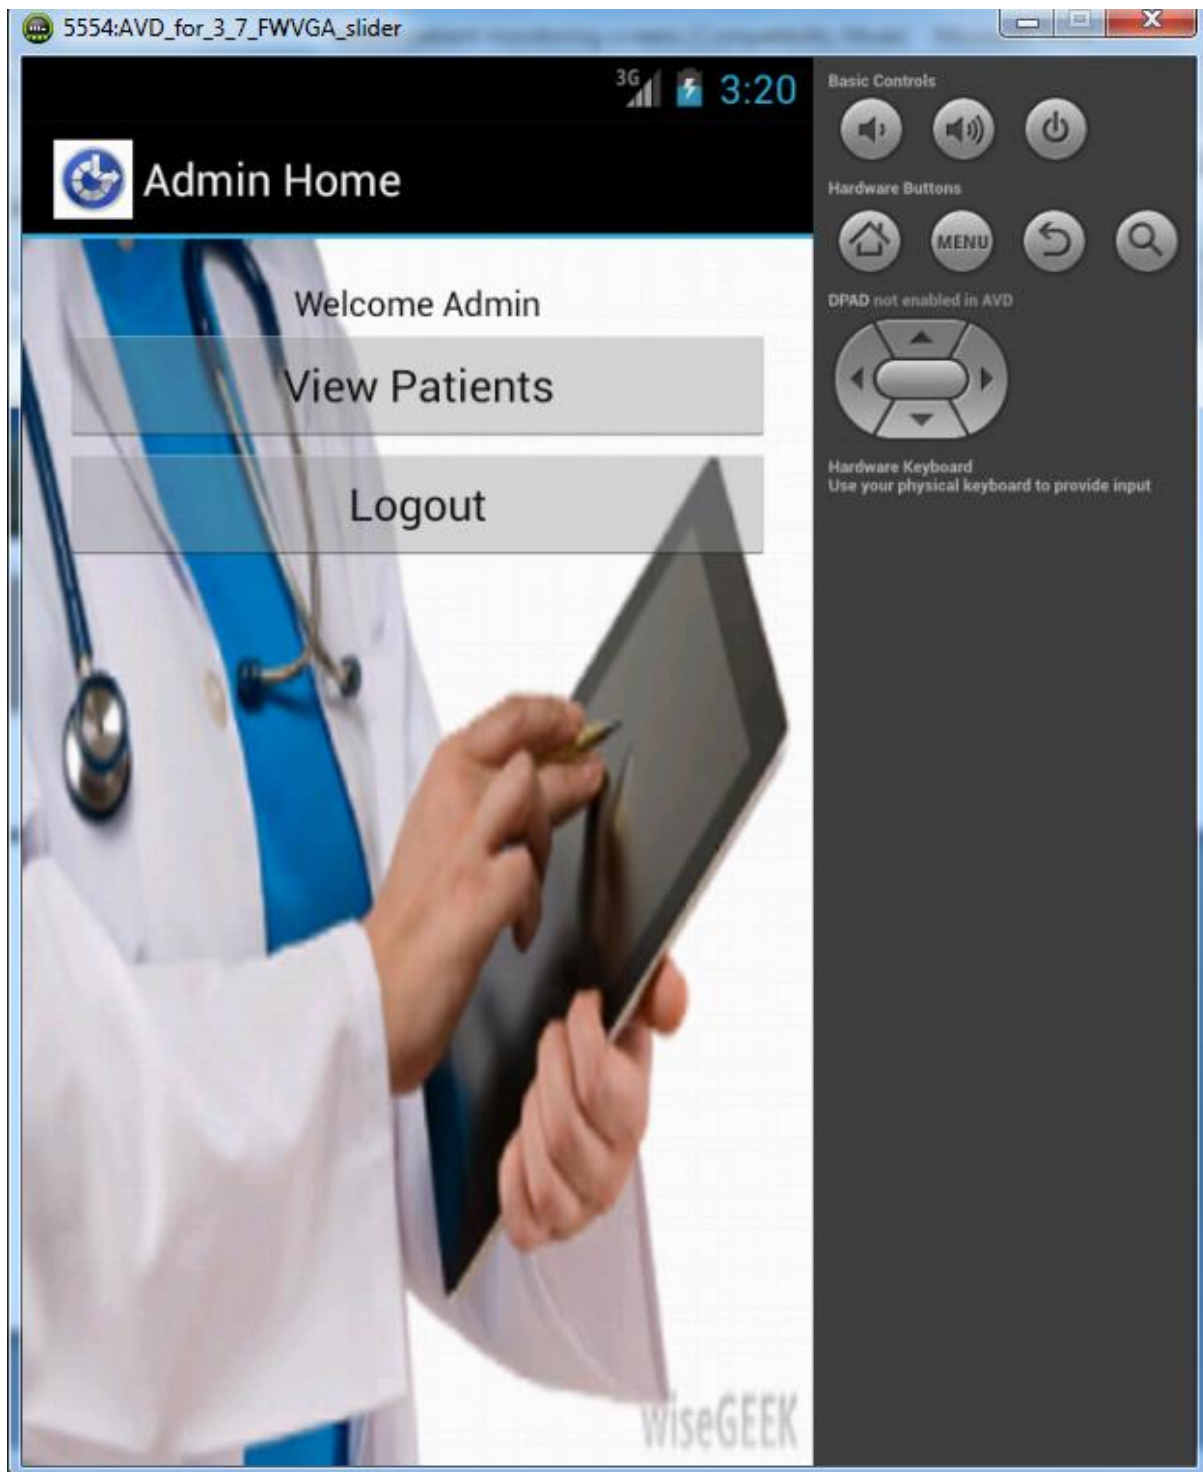 5554:AVD_for_3_7_FWVGA_slider
3G 3:20
Admin Home
Welcome Admin
View Patients
Logout
wiseGEEK
Basic Controls
Hardware Buttons
MENU
DPAD not enabled in AVD
Hardware Keyboard
Use your physical keyboard to provide input